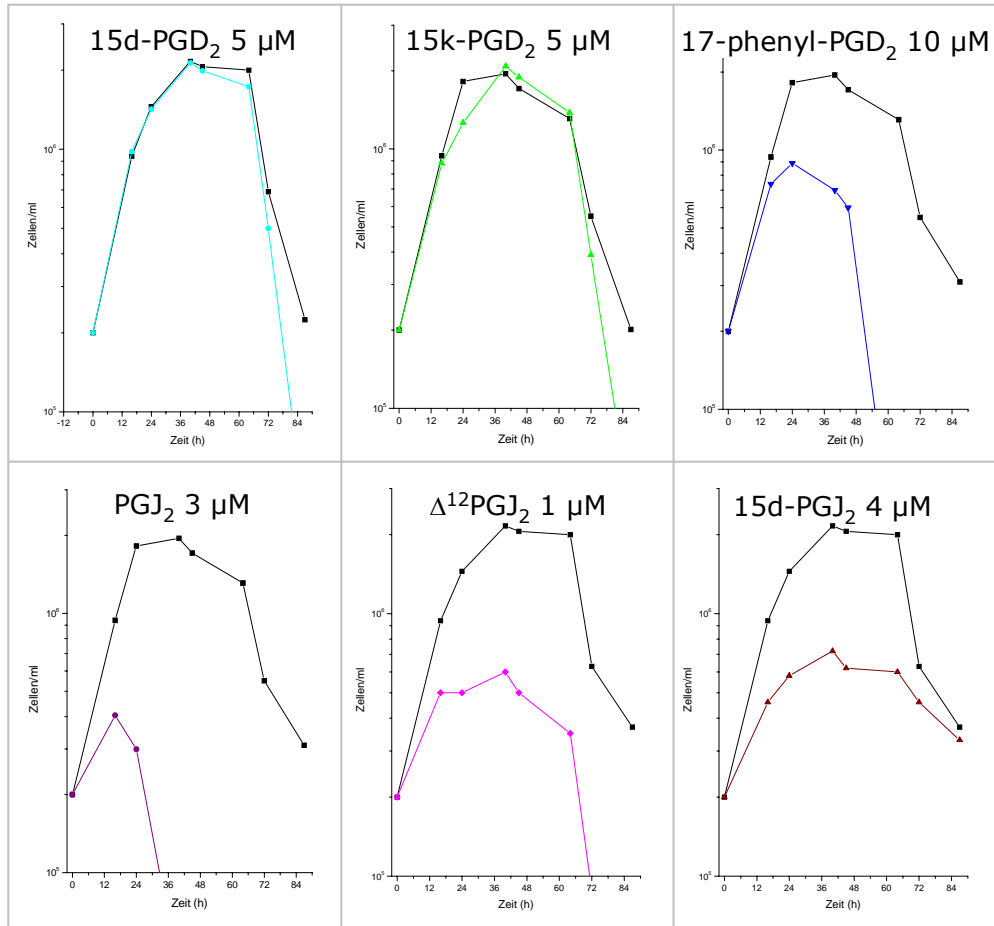 15d-PGD₂ 5 µM
10⁶
10⁵
Zellen/ml
-12 0 12 24 36 48 60 72 84
Zeit (h)
15k-PGD₂ 5 µM
10⁶
10⁵
Zellen/ml
0 12 24 36 48 60 72 84
Zeit (h)
17-phenyl-PGD₂ 10 µM
10⁶
10⁵
Zellen/ml
0 12 24 36 48 60 72 84
Zeit (h)
PGJ₂ 3 µM
10⁶
10⁵
Zellen/ml
0 12 24 36 48 60 72 84
Zeit (h)
Δ¹²PGJ₂ 1 µM
10⁶
10⁵
Zellen/ml
0 12 24 36 48 60 72 84
Zeit (h)
15d-PGJ₂ 4 µM
10⁶
10⁵
Zellen/ml
0 12 24 36 48 60 72 84
Zeit (h)